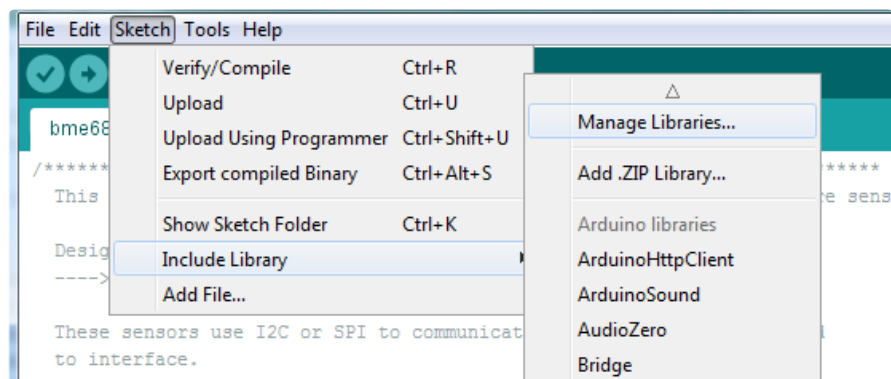 File Edit Sketch Tools Help
Verify/Compile Ctrl+R
Upload Ctrl+U
Upload Using Programmer Ctrl+Shift+U
Export compiled Binary Ctrl+Alt+S
Show Sketch Folder Ctrl+K
Include Library
Add File...
Manage Libraries...
Add .ZIP Library...
Arduino libraries
ArduinoHttpClient
ArduinoSound
AudioZero
Bridge
bme68
/****** *****
This
Desig
---->
These sensors use I2C or SPI to communicat
to interface.